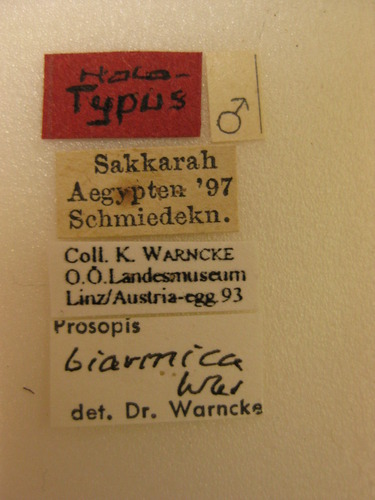 Holo-
Typus
♂
Sakkarah
Aegypten '97
Schmiedekn.
Coll. K. WARNCKE
O.Ö.Landesmuseum
Linz/Austria-egg.93
Prosopis
biarmica
War
det. Dr. Warncke